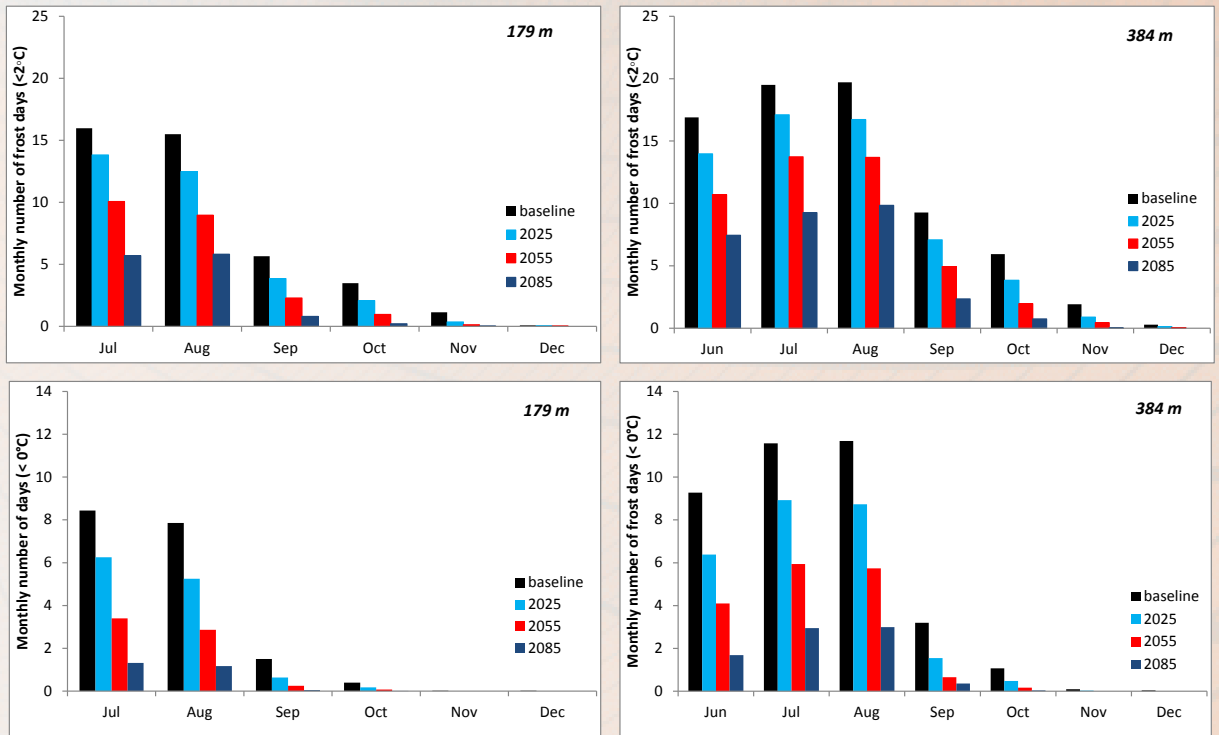 179 m
Monthly number of frost days (<2◦C)
25
20
15
10
5
0
Jul Aug Sep Oct Nov Dec
baseline
2025
2055
2085
384 m
Monthly number of frost days (<2◦C)
25
20
15
10
5
0
Jun Jul Aug Sep Oct Nov Dec
baseline
2025
2055
2085
179 m
Monthly number of days (< 0°C)
14
12
10
8
6
4
2
0
Jul Aug Sep Oct Nov Dec
baseline
2025
2055
2085
384 m
Monthly number of frost days (< 0°C)
14
12
10
8
6
4
2
0
Jun Jul Aug Sep Oct Nov Dec
baseline
2025
2055
2085